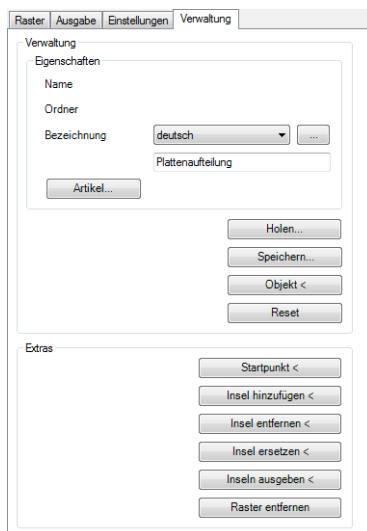 Raster Ausgabe Einstellungen Verwaltung
Verwaltung
Eigenschaften
Name
Ordner
Bezeichnung deutsch ...
Plattenaufteilung
Artikel...
Holen...
Speichern...
Objekt <
Reset
Extras
Startpunkt <
Insel hinzufügen <
Insel entfernen <
Insel ersetzen <
Inseln ausgeben <
Raster entfernen